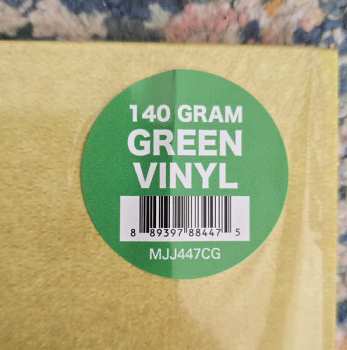 140 GRAM
GREEN
VINYL
8 89397 88447 5
MJJ447CG